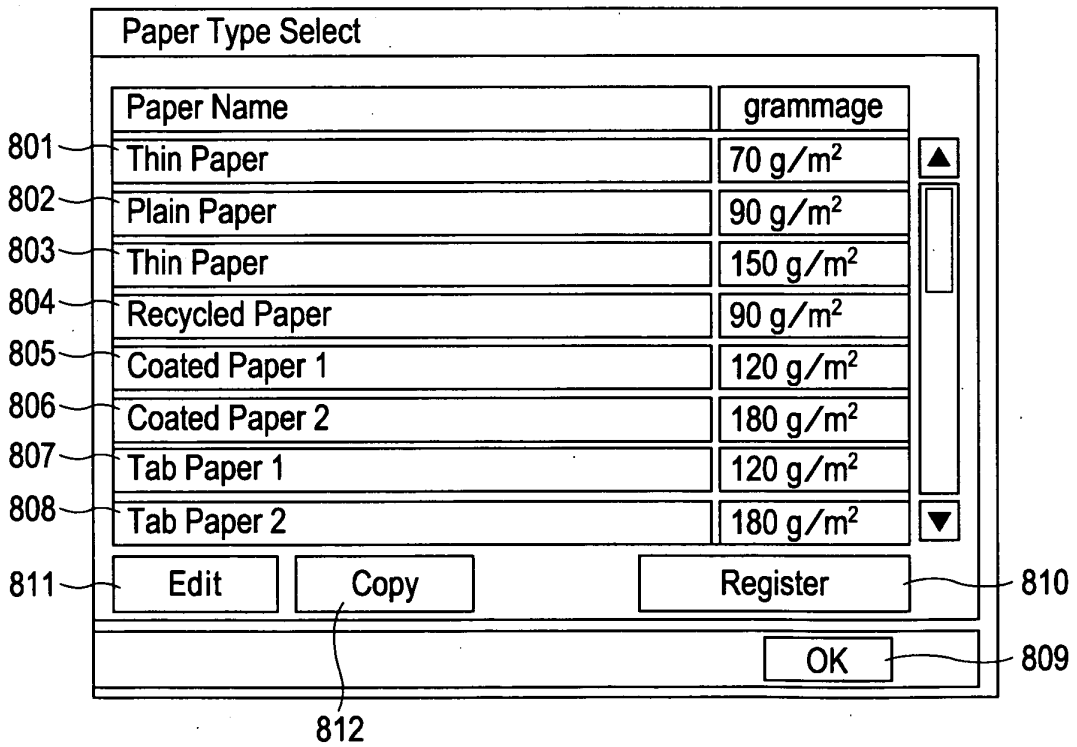 Paper Type Select
Paper Name grammage
801 Thin Paper 70 g/m²
802 Plain Paper 90 g/m²
803 Thin Paper 150 g/m²
804 Recycled Paper 90 g/m²
805 Coated Paper 1 120 g/m²
806 Coated Paper 2 180 g/m²
807 Tab Paper 1 120 g/m²
808 Tab Paper 2 180 g/m²
811 Edit Copy Register 810
OK 809
812